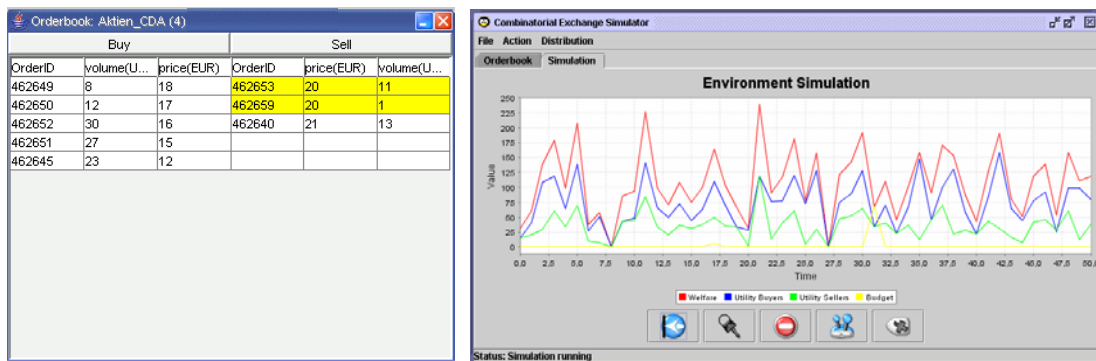 Orderbook: Aktien_CDA (4)
Buy Sell
OrderID volume(U... price(EUR) OrderID price(EUR) volume(U...
462649 8 18 462653 20 11
462650 12 17 462659 20 1
462652 30 16 462640 21 13
462651 27 15
462645 23 12
Combinatorial Exchange Simulator
File Action Distribution
Orderbook Simulation
Environment Simulation
Value
250
225
200
175
150
125
100
75
50
25
0
0,0 2,5 5,0 7,5 10,0 12,5 15,0 17,5 20,0 22,5 25,0 27,5 30,0 32,5 35,0 37,5 40,0 42,5 45,0 47,5 50,0
Time
Welfare Utility Buyers Utility Sellers Budget
Status: Simulation running